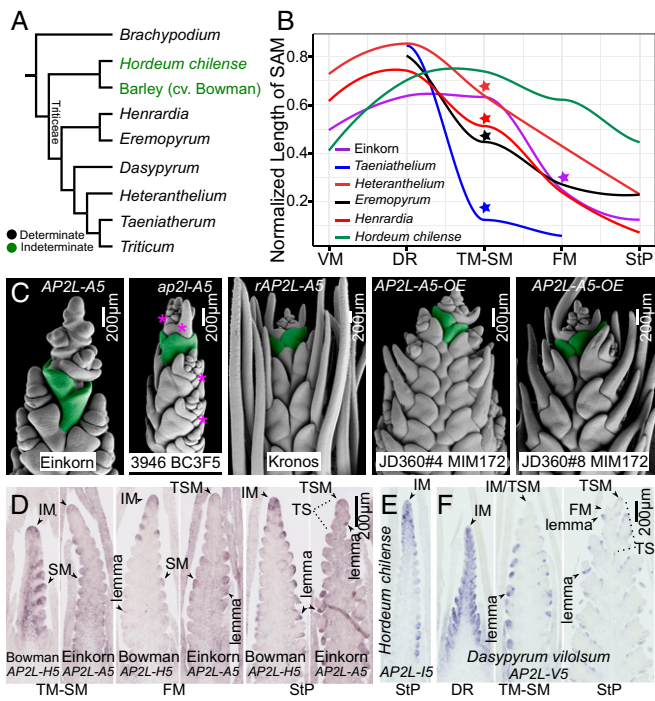 A
Brachypodium
Hordeum chilense
Barley (cv. Bowman)
Henrardia
Eremopyrum
Dasypyrum
Heteranthelium
Taeniatherum
Triticum
Triticeae
Determinate
Indeterminate
B
Normalized Length of SAM
0.8
0.6
0.4
0.2
Einkorn
Taeniathelium
Heteranthelium
Eremopyrum
Henrardia
Hordeum chilense
VM DR TM-SM FM StP
C
AP2L-A5 ap2l-A5 rAP2L-A5 AP2L-A5-OE AP2L-A5-OE
200μm 200μm 200μm 200μm 200μm
* * * *
Einkorn 3946 BC3F5 Kronos JD360#4 MIM172 JD360#8 MIM172
D
IM TSM IM TSM IM TSM
TS
200μm
SM SM
lemma lemma lemma lemma
Bowman Einkorn Bowman Einkorn Bowman Einkorn
AP2L-H5 AP2L-A5 AP2L-H5 AP2L-A5 AP2L-H5 AP2L-A5
TM-SM FM StP
E
IM
Hordeum chilense
AP2L-I5
StP
F
IM IM/TSM TSM
200μm
FM
lemma
TS
lemma lemma
Dasypyrum vilolsum
AP2L-V5
DR TM-SM StP